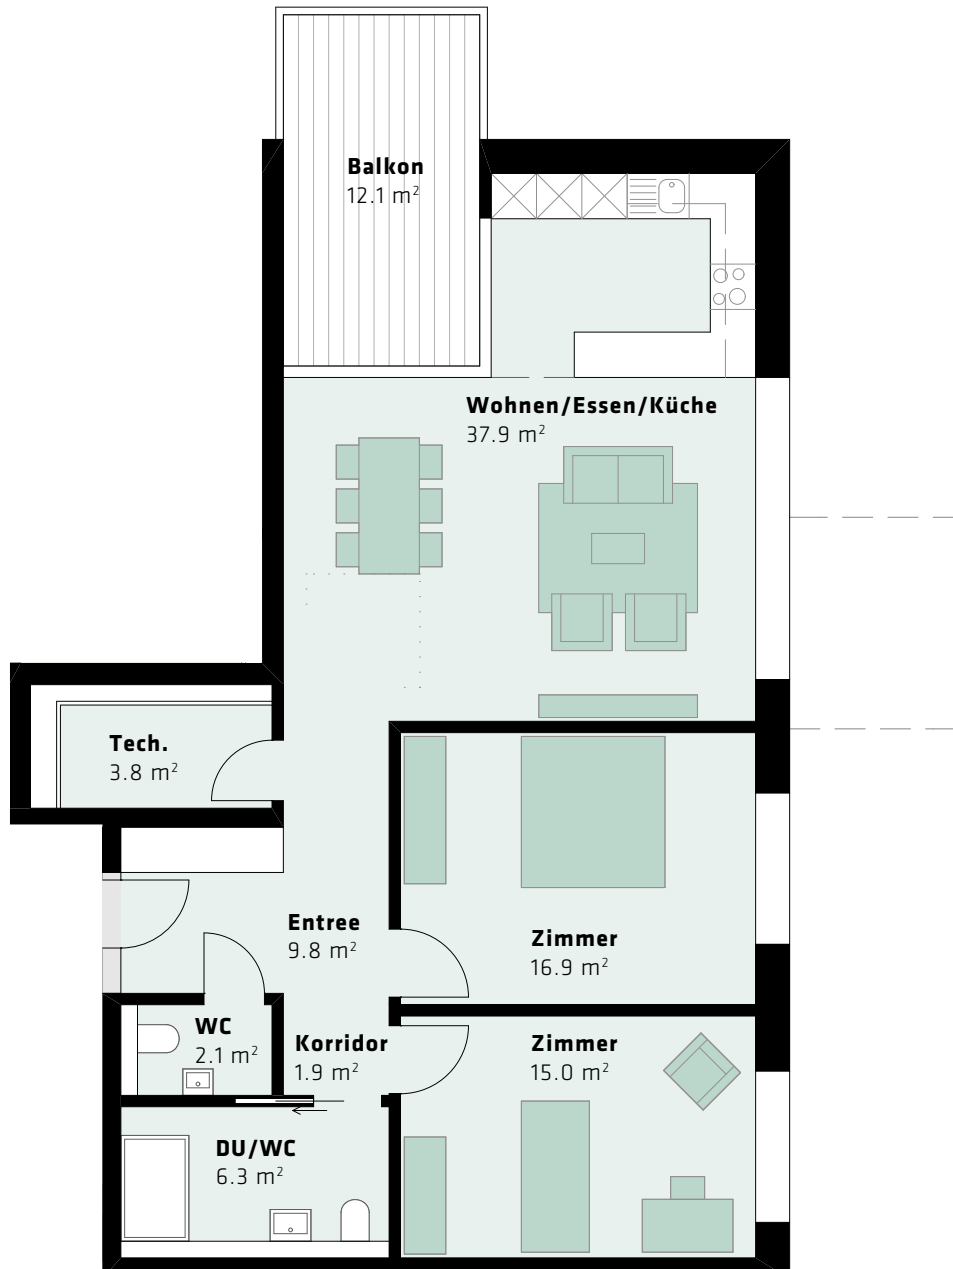 Balkon
12.1 m²
Wohnen/Essen/Küche
37.9 m²
Tech.
3.8 m²
Entree
9.8 m²
Zimmer
16.9 m²
WC
2.1 m²
Korridor
1.9 m²
Zimmer
15.0 m²
DU/WC
6.3 m²